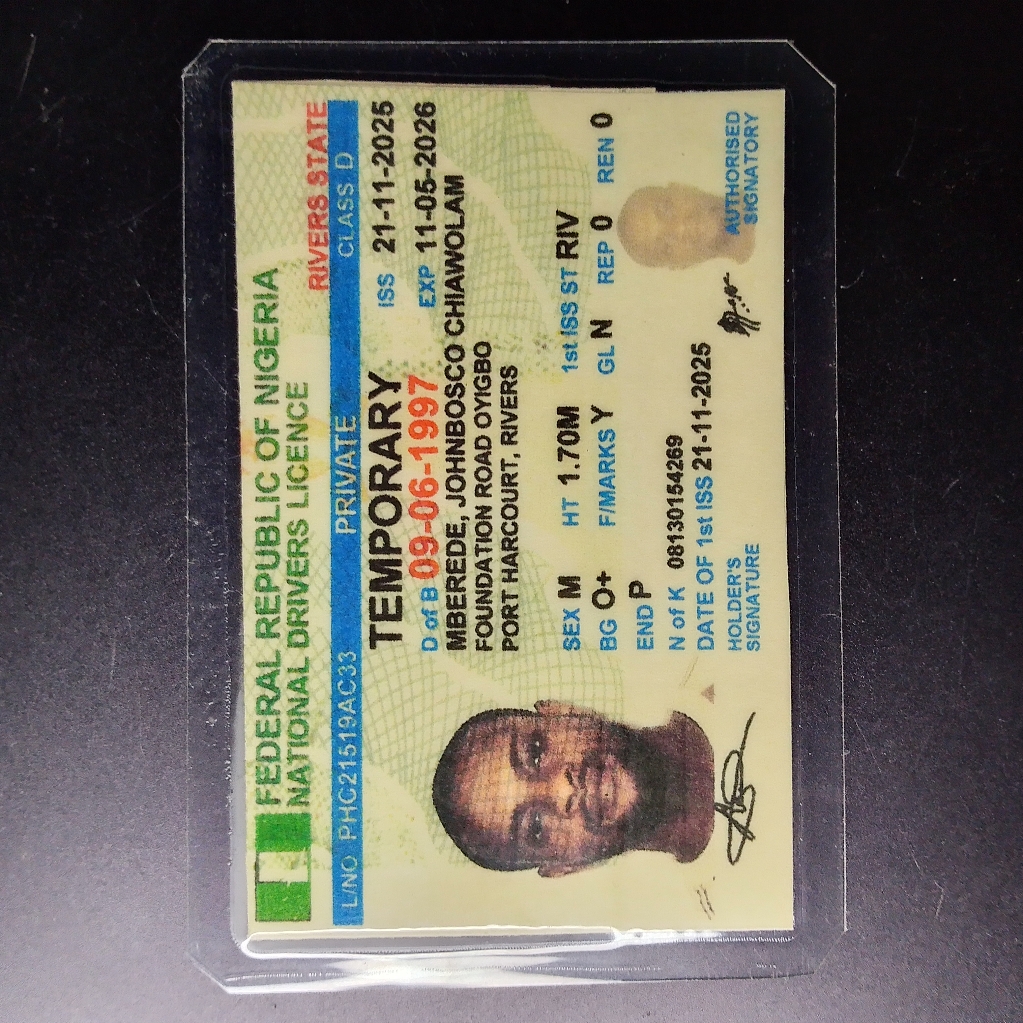 FEDERAL REPUBLIC OF NIGERIA
NATIONAL DRIVERS LICENCE
RIVERS STATE
L/NO PHC21519AC33 PRIVATE CLASS D
TEMPORARY ISS 21-11-2025
D of B 09-06-1997 EXP 11-05-2026
MBEREDE, JOHNBOSCO CHIAWOLAM
FOUNDATION ROAD OYIGBO
PORT HARCOURT, RIVERS
SEX M HT 1.70M 1st ISS ST RIV
BG O+ F/MARKS Y GL N REP 0 REN 0
END P
N of K 08130154269
DATE OF 1st ISS 21-11-2025
HOLDER'S
SIGNATURE
AUTHORISED
SIGNATORY